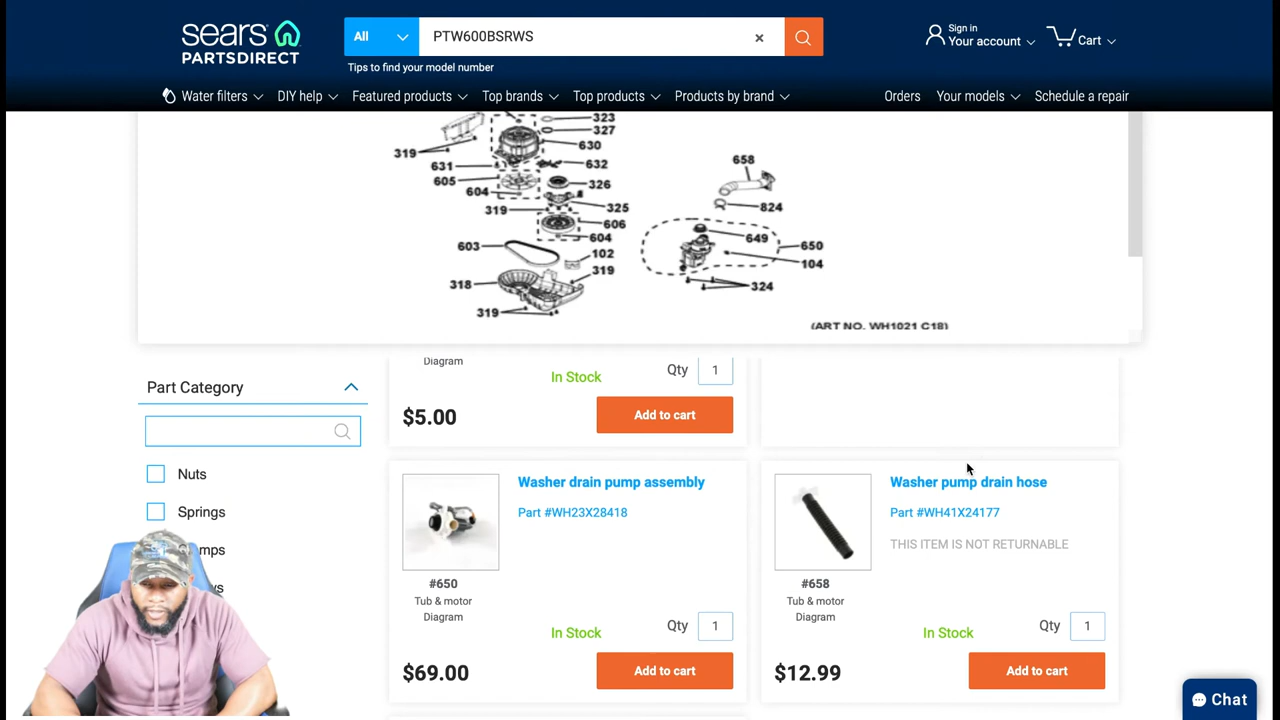 sears
PARTSDIRECT
All
PTW600BSRWS
×
Tips to find your model number
Sign in
Your account
Cart
Water filters
DIY help
Featured products
Top brands
Top products
Products by brand
Orders
Your models
Schedule a repair
323
327
319
630
631
632
605
604
326
319
325
606
604
603
102
319
318
319
658
824
649
650
104
324
(ART NO. WH1021 C18)
Part Category
Nuts
Springs
Diagram
In Stock
Qty 1
$5.00
Add to cart
Washer drain pump assembly
Part #WH23X28418
#650
Tub & motor
Diagram
In Stock
Qty 1
$69.00
Add to cart
Washer pump drain hose
Part #WH41X24177
THIS ITEM IS NOT RETURNABLE
#658
Tub & motor
Diagram
In Stock
Qty 1
$12.99
Add to cart
Chat